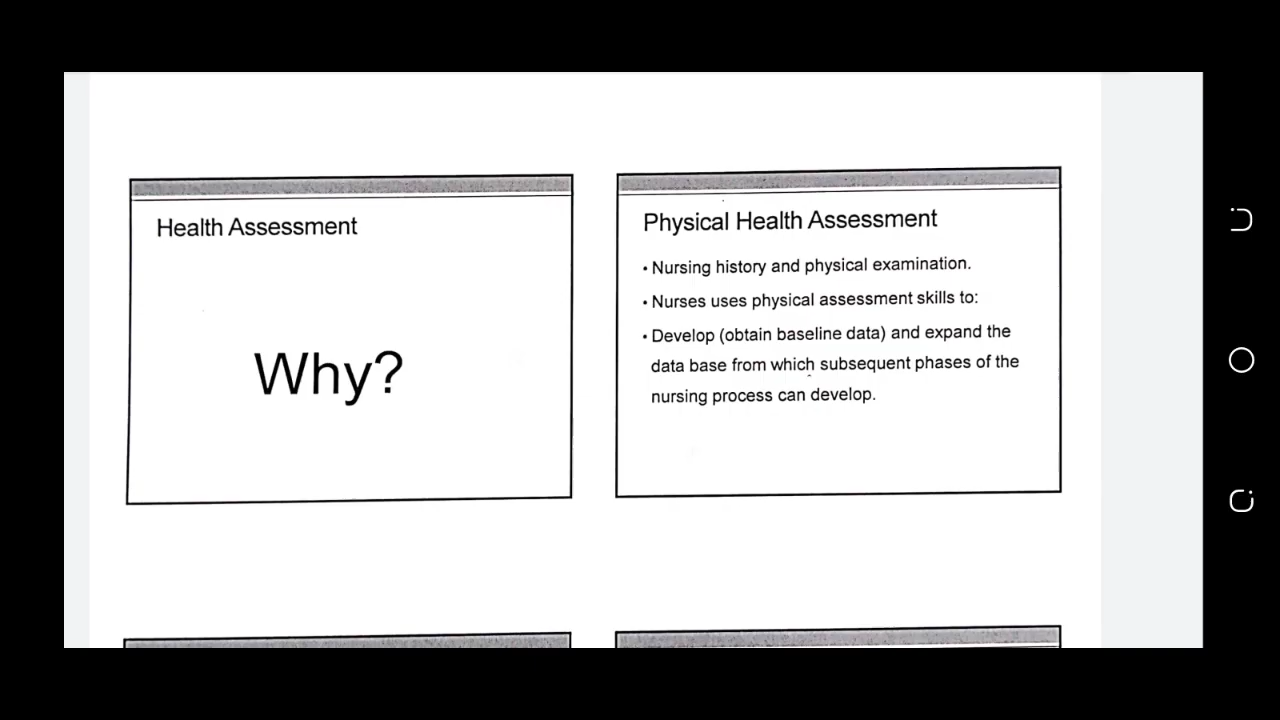 Health Assessment
Why?
Physical Health Assessment
• Nursing history and physical examination.
• Nurses uses physical assessment skills to:
• Develop (obtain baseline data) and expand the
data base from which subsequent phases of the
nursing process can develop.